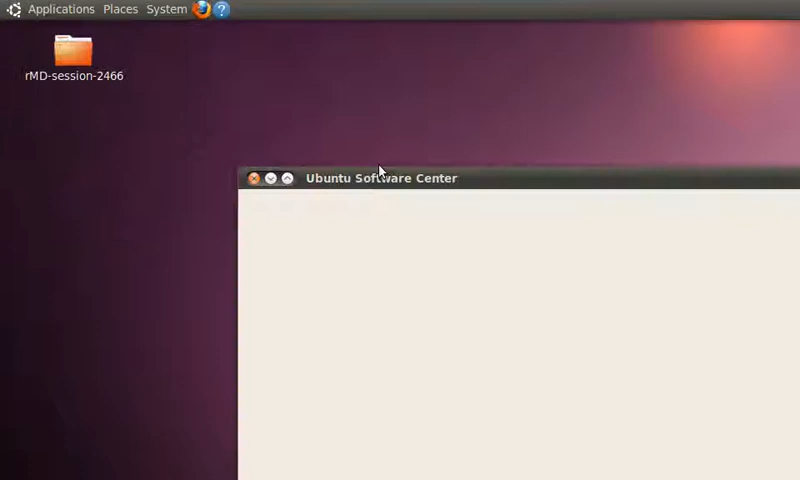 Applications Places System
rMD-session-2466
Ubuntu Software Center